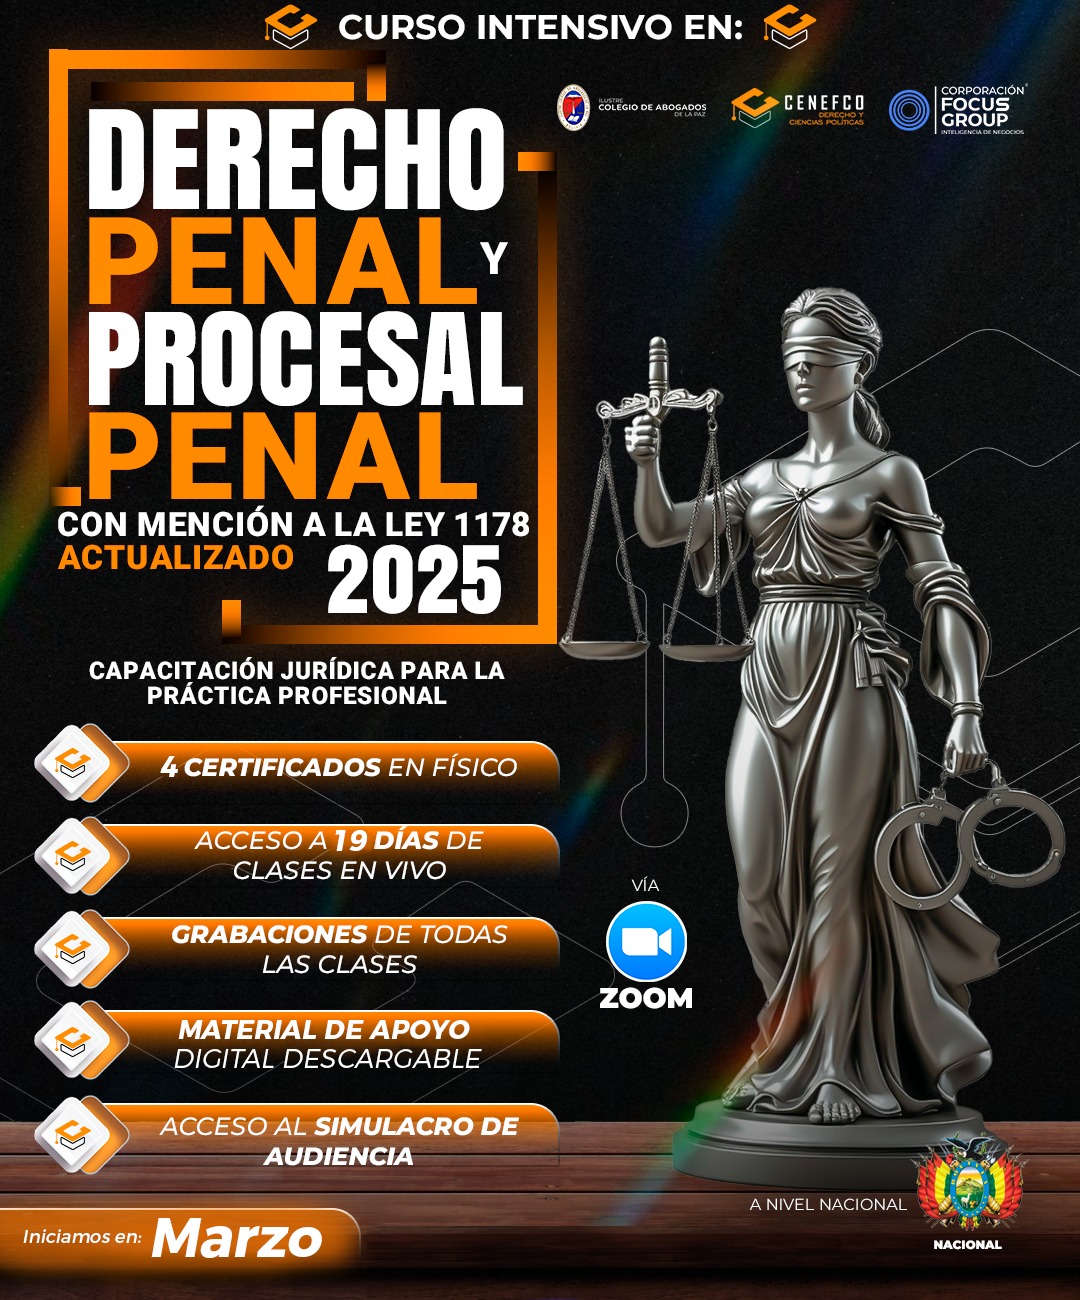 CURSO INTENSIVO EN:
ILUSTRE
COLEGIO DE ABOGADOS
DE LA PAZ
CENEFCO
DERECHO Y
CIENCIAS POLÍTICAS
CORPORACIÓN
FOCUS
GROUP
INTELIGENCIA DE NEGOCIOS
DERECHO
PENAL Y
PROCESAL
PENAL
CON MENCIÓN A LA LEY 1178
ACTUALIZADO 2025
CAPACITACIÓN JURÍDICA PARA LA
PRÁCTICA PROFESIONAL
4 CERTIFICADOS EN FÍSICO
ACCESO A 19 DÍAS DE
CLASES EN VIVO
GRABACIONES DE TODAS
LAS CLASES
MATERIAL DE APOYO
DIGITAL DESCARGABLE
ACCESO AL SIMULACRO DE
AUDIENCIA
VÍA
ZOOM
A NIVEL NACIONAL
NACIONAL
Iniciamos en: Marzo